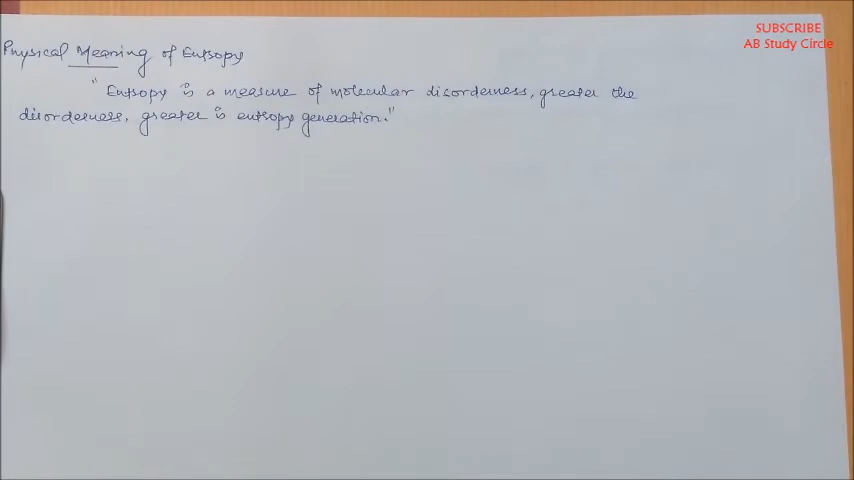 SUBSCRIBE
AB Study Circle
Physical Meaning of Entropy
"Entropy is a measure of molecular disorderness, greater the
disorderness, greater is entropy generation."